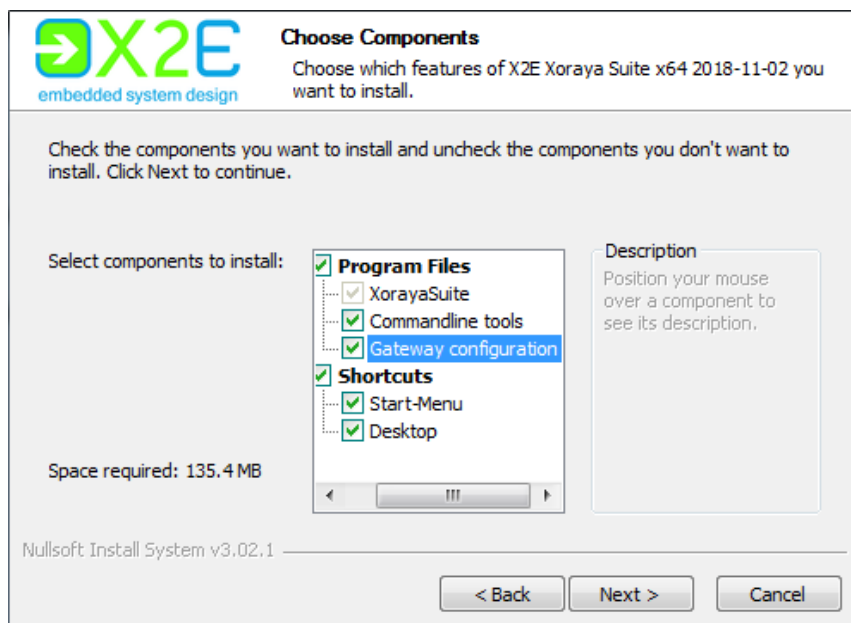 X2E
embedded system design
Choose Components
Choose which features of X2E Xoraya Suite x64 2018-11-02 you
want to install.
Check the components you want to install and uncheck the components you don't want to
install. Click Next to continue.
Select components to install:
Program Files
XorayaSuite
Commandline tools
Gateway configuration
Shortcuts
Start-Menu
Desktop
Description
Position your mouse
over a component to
see its description.
Space required: 135.4 MB
Nullsoft Install System v3.02.1
< Back
Next >
Cancel